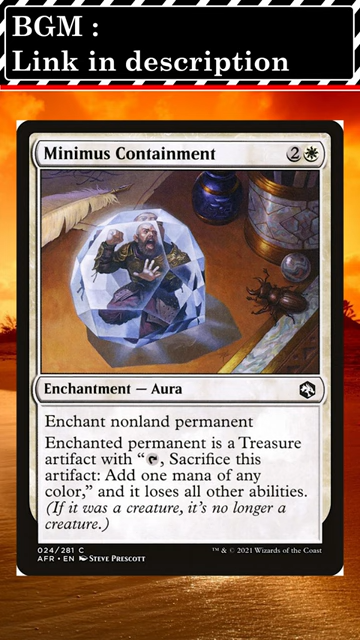 BGM :
Link in description
Minimus Containment 2
Enchantment — Aura
Enchant nonland permanent
Enchanted permanent is a Treasure
artifact with “, Sacrifice this
artifact: Add one mana of any
color,” and it loses all other abilities.
(If it was a creature, it’s no longer a
creature.)
024/281 C
™ & © 2021 Wizards of the Coast
AFR • EN Steve Prescott